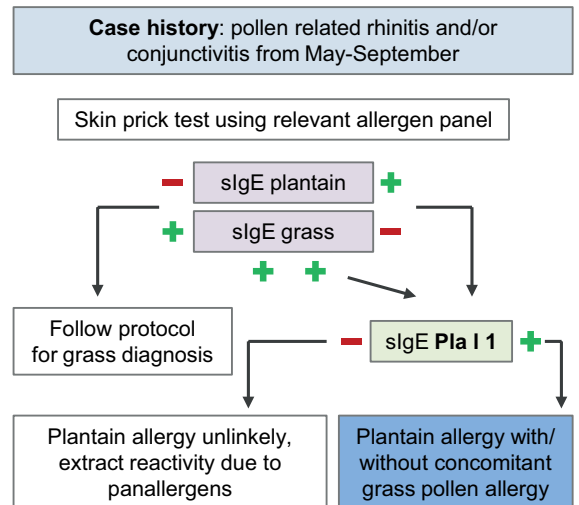 Case history: pollen related rhinitis and/or
conjunctivitis from May-September
Skin prick test using relevant allergen panel
sIgE plantain
sIgE grass
Follow protocol
for grass diagnosis
sIgE Pla l 1
Plantain allergy unlinkely,
extract reactivity due to
panallergens
Plantain allergy with/
without concomitant
grass pollen allergy